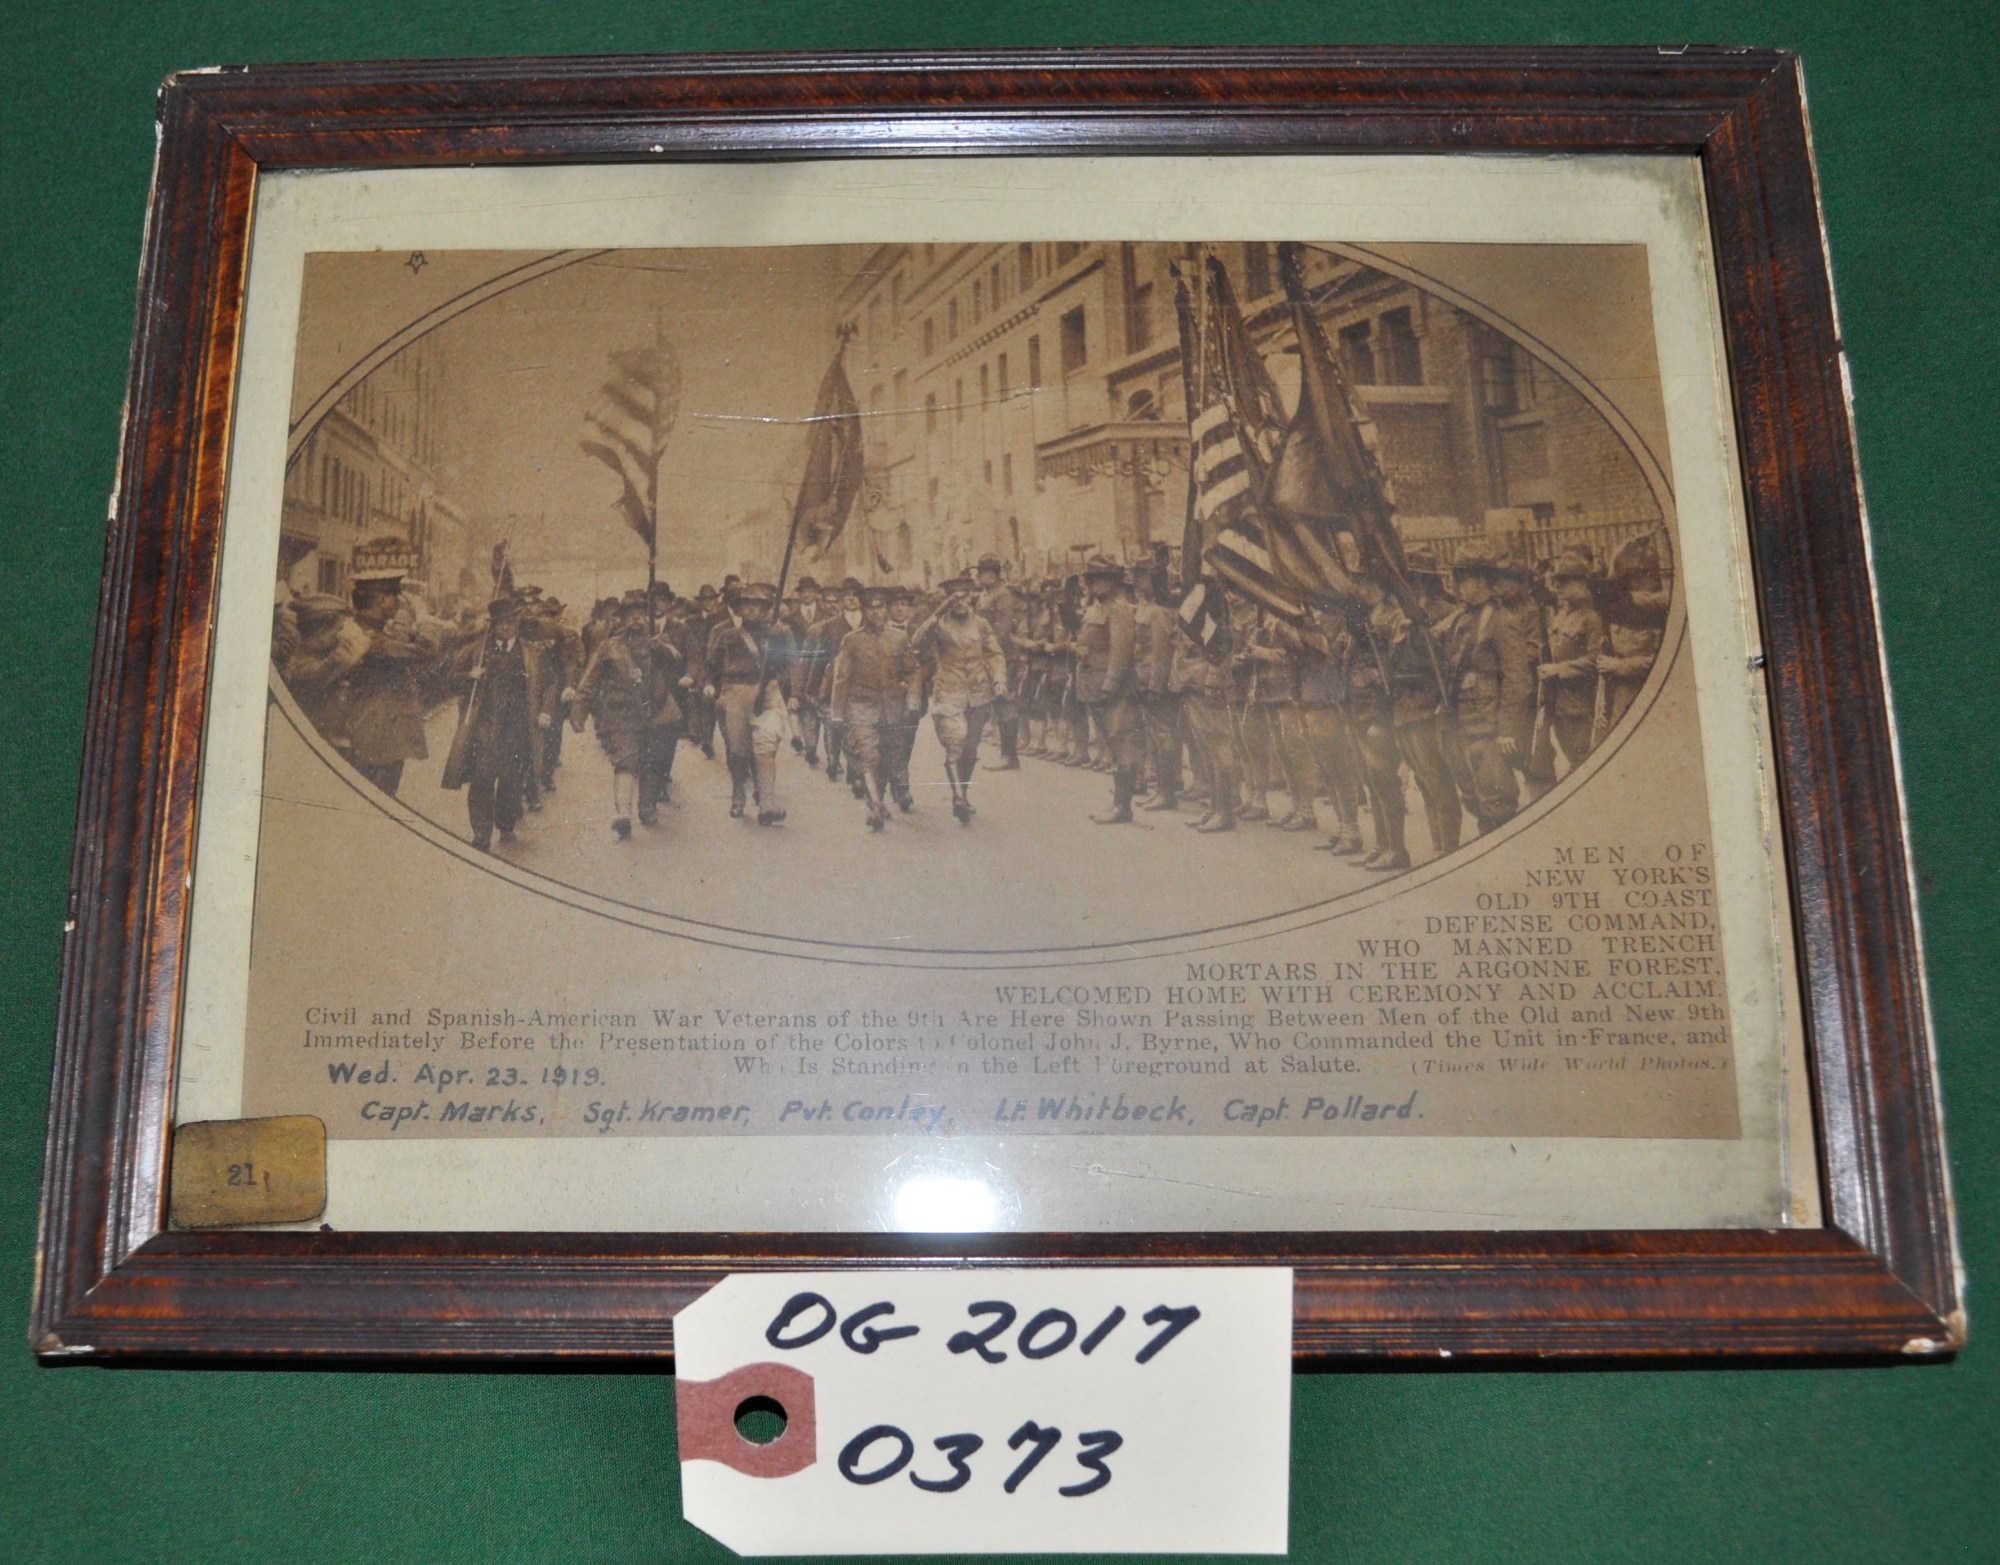 GARAGE
MEN OF
NEW YORK'S
OLD 9TH COAST
DEFENSE COMMAND,
WHO MANNED TRENCH
MORTARS IN THE ARGONNE FOREST,
WELCOMED HOME WITH CEREMONY AND ACCLAIM.
Civil and Spanish-American War Veterans of the 9th Are Here Shown Passing Between Men of the Old and New 9th
Immediately Before the Presentation of the Colors to Colonel John J. Byrne, Who Commanded the Unit in France, and
Who Is Standing in the Left Foreground at Salute. (Times Wide World Photos.)
Wed. Apr. 23. 1919.
Capt. Marks, Sgt. Kramer, Pvt. Conley, Lt. Whitbeck, Capt. Pollard.
21
OG 2017
0373